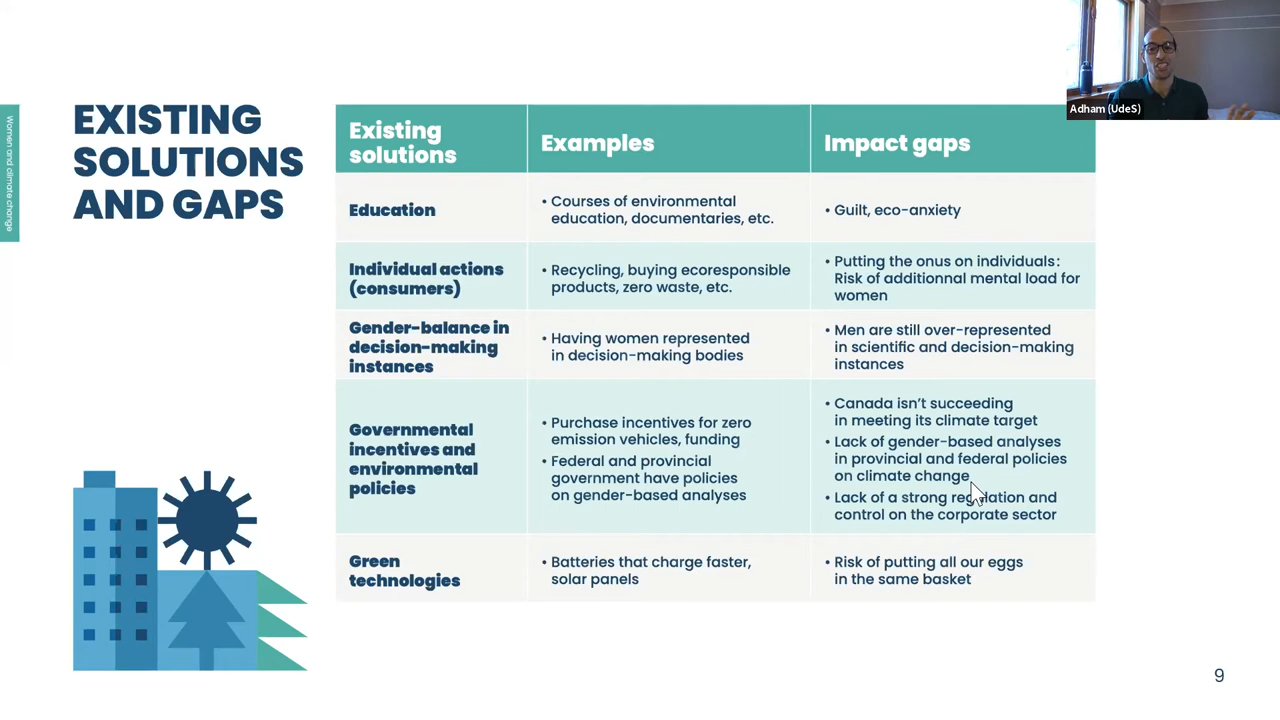 Women and climate change
EXISTING
SOLUTIONS
AND GAPS
Existing
solutions
Examples
Impact gaps
Education
• Courses of environmental
education, documentaries, etc.
• Guilt, eco-anxiety
Individual actions
(consumers)
• Recycling, buying ecoresponsible
products, zero waste, etc.
• Putting the onus on individuals:
Risk of additionnal mental load for
women
Gender-balance in
decision-making
instances
• Having women represented
in decision-making bodies
• Men are still over-represented
in scientific and decision-making
instances
Governmental
incentives and
environmental
policies
• Purchase incentives for zero
emission vehicles, funding
• Federal and provincial
government have policies
on gender-based analyses
• Canada isn't succeeding
in meeting its climate target
• Lack of gender-based analyses
in provincial and federal policies
on climate change
• Lack of a strong regulation and
control on the corporate sector
Green
technologies
• Batteries that charge faster,
solar panels
• Risk of putting all our eggs
in the same basket
Adham (UdeS)
9